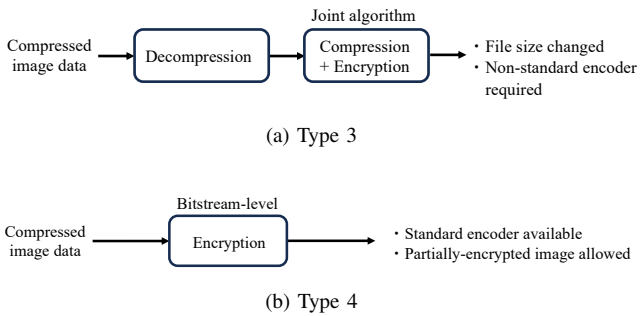 Joint algorithm
Compressed
image data
Decompression
Compression
+ Encryption
・File size changed
・Non-standard encoder
required
(a) Type 3
Bitstream-level
Compressed
image data
Encryption
・Standard encoder available
・Partially-encrypted image allowed
(b) Type 4